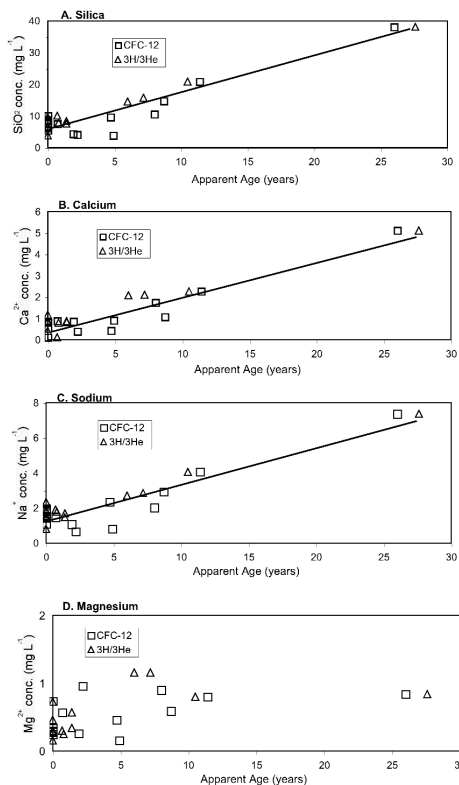 A. Silica
SiO² conc. (mg L⁻¹)
40
30
20
10
0
CFC-12
3H/3He
0 5 10 15 20 25 30
Apparent Age (years)
B. Calcium
Ca²⁺ conc. (mg L⁻¹)
6
5
4
3
2
1
0
CFC-12
3H/3He
0 5 10 15 20 25 30
Apparent Age (years)
C. Sodium
Na⁺ conc. (mg L⁻¹)
8
6
4
2
0
CFC-12
3H/3He
0 5 10 15 20 25 30
Apparent Age (years)
D. Magnesium
Mg²⁺ conc. (mg L⁻¹)
2
1
0
CFC-12
3H/3He
0 5 10 15 20 25 30
Apparent Age (years)